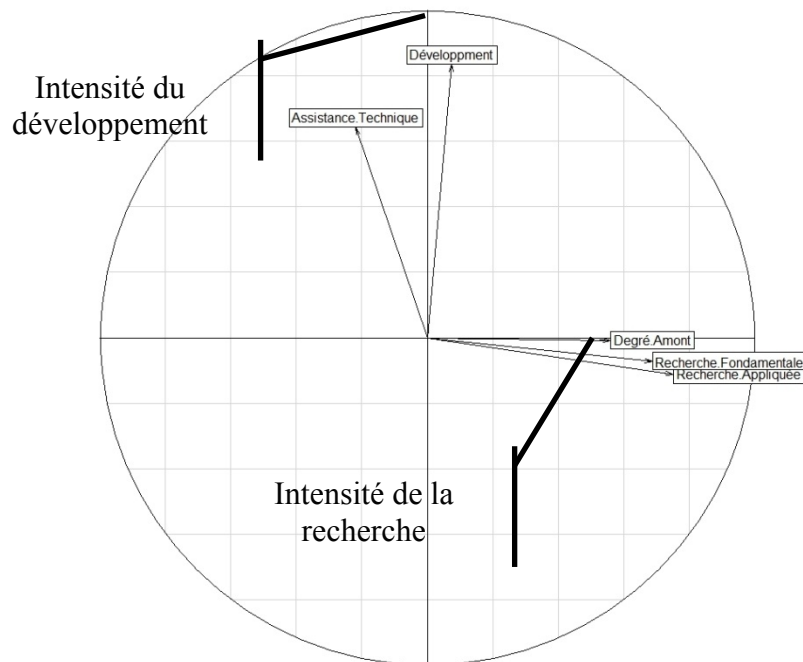 Développment
Intensité du
développement
Assistance.Technique
Degré.Amont
Recherche.Fondamentale
Recherche.Appliquée
Intensité de la
recherche